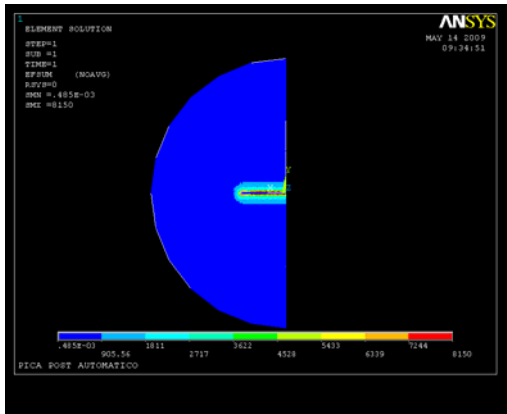 1
ANSYS
ELEMENT SOLUTION
MAY 14 2009
09:34:51
STEP=1
SUB =1
TIME=1
EFSUM (NOAVG)
RSYS=0
SMN =.485E-03
SMX =8150
Y
.485E-03 1811 3622 5433 7244
905.56 2717 4528 6339 8150
PICA POST AUTOMATICO